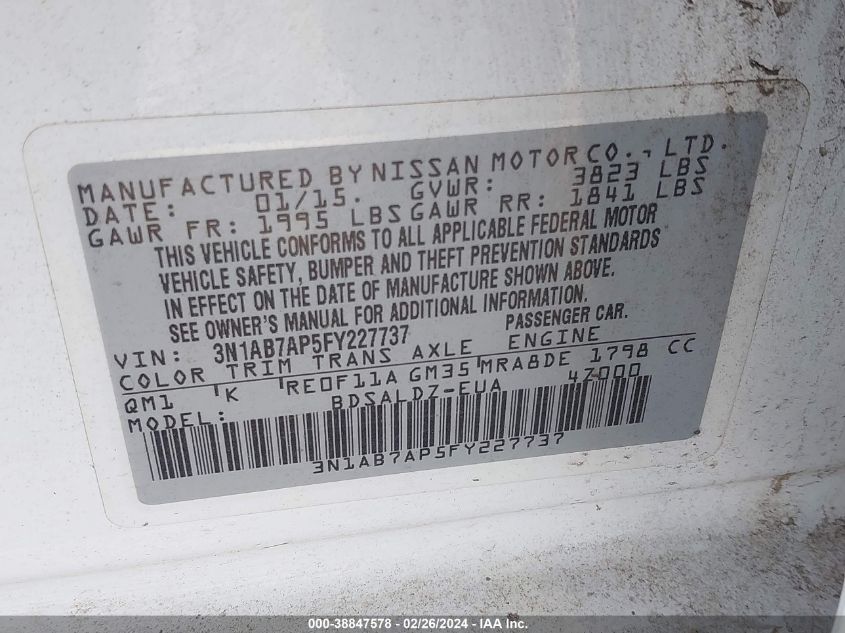 MANUFACTURED BY NISSAN MOTOR CO., LTD.
DATE: 01/15. GVWR: 3823 LBS
GAWR FR: 1995 LBS GAWR RR: 1841 LBS
THIS VEHICLE CONFORMS TO ALL APPLICABLE FEDERAL MOTOR
VEHICLE SAFETY, BUMPER AND THEFT PREVENTION STANDARDS
IN EFFECT ON THE DATE OF MANUFACTURE SHOWN ABOVE.
SEE OWNER'S MANUAL FOR ADDITIONAL INFORMATION.
VIN: 3N1AB7AP5FY227737 PASSENGER CAR.
COLOR TRIM TRANS AXLE ENGINE
QM1 K RE0F11A GM35 MRA8DE 1798 CC
MODEL: BDSALDZ-EUA 47000
3N1AB7AP5FY227737
000-38847578 - 02/26/2024 - IAA Inc.